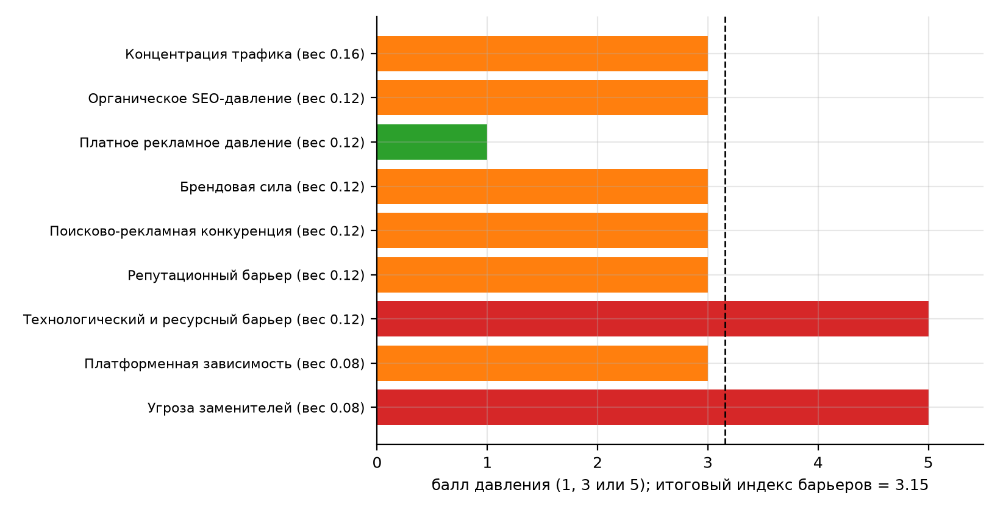 Концентрация трафика (вес 0.16)
Органическое SEO-давление (вес 0.12)
Платное рекламное давление (вес 0.12)
Брендовая сила (вес 0.12)
Поисково-рекламная конкуренция (вес 0.12)
Репутационный барьер (вес 0.12)
Технологический и ресурсный барьер (вес 0.12)
Платформенная зависимость (вес 0.08)
Угроза заменителей (вес 0.08)
0 1 2 3 4 5
балл давления (1, 3 или 5); итоговый индекс барьеров = 3.15